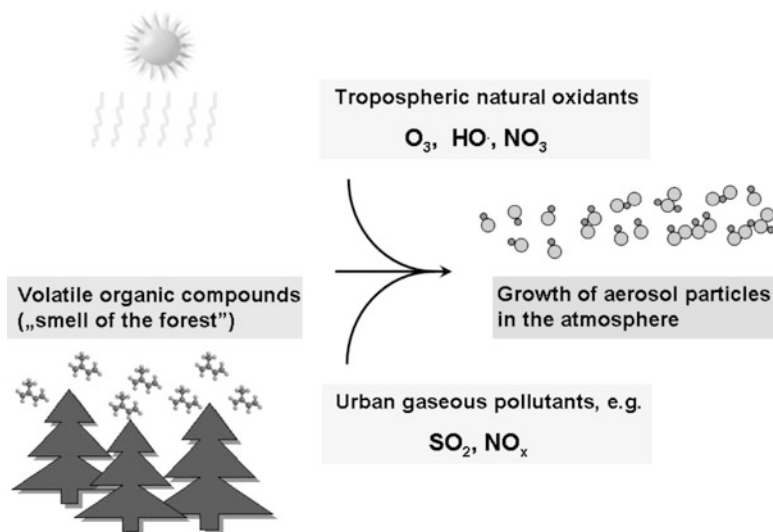 Tropospheric natural oxidants
O₃, HO·, NO₃
Volatile organic compounds
(„smell of the forest”)
Growth of aerosol particles
in the atmosphere
Urban gaseous pollutants, e.g.
SO₂, NOₓ